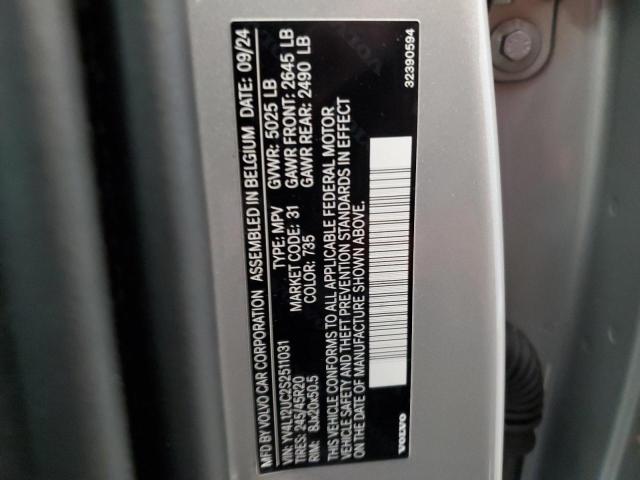 MFD BY VOLVO CAR CORPORATION ASSEMBLED IN BELGIUM DATE: 09/24
VIN: YV4L12UC2S2511031 TYPE: MPV GVWR: 5025 LB
TIRES: 245/45R20 MARKET CODE: 31 GAWR FRONT: 2645 LB
RIM: 8Jx20x50.5 COLOR: 735 GAWR REAR: 2490 LB
THIS VEHICLE CONFORMS TO ALL APPLICABLE FEDERAL MOTOR
VEHICLE SAFETY AND THEFT PREVENTION STANDARDS IN EFFECT
ON THE DATE OF MANUFACTURE SHOWN ABOVE.
VOLVO 32390594